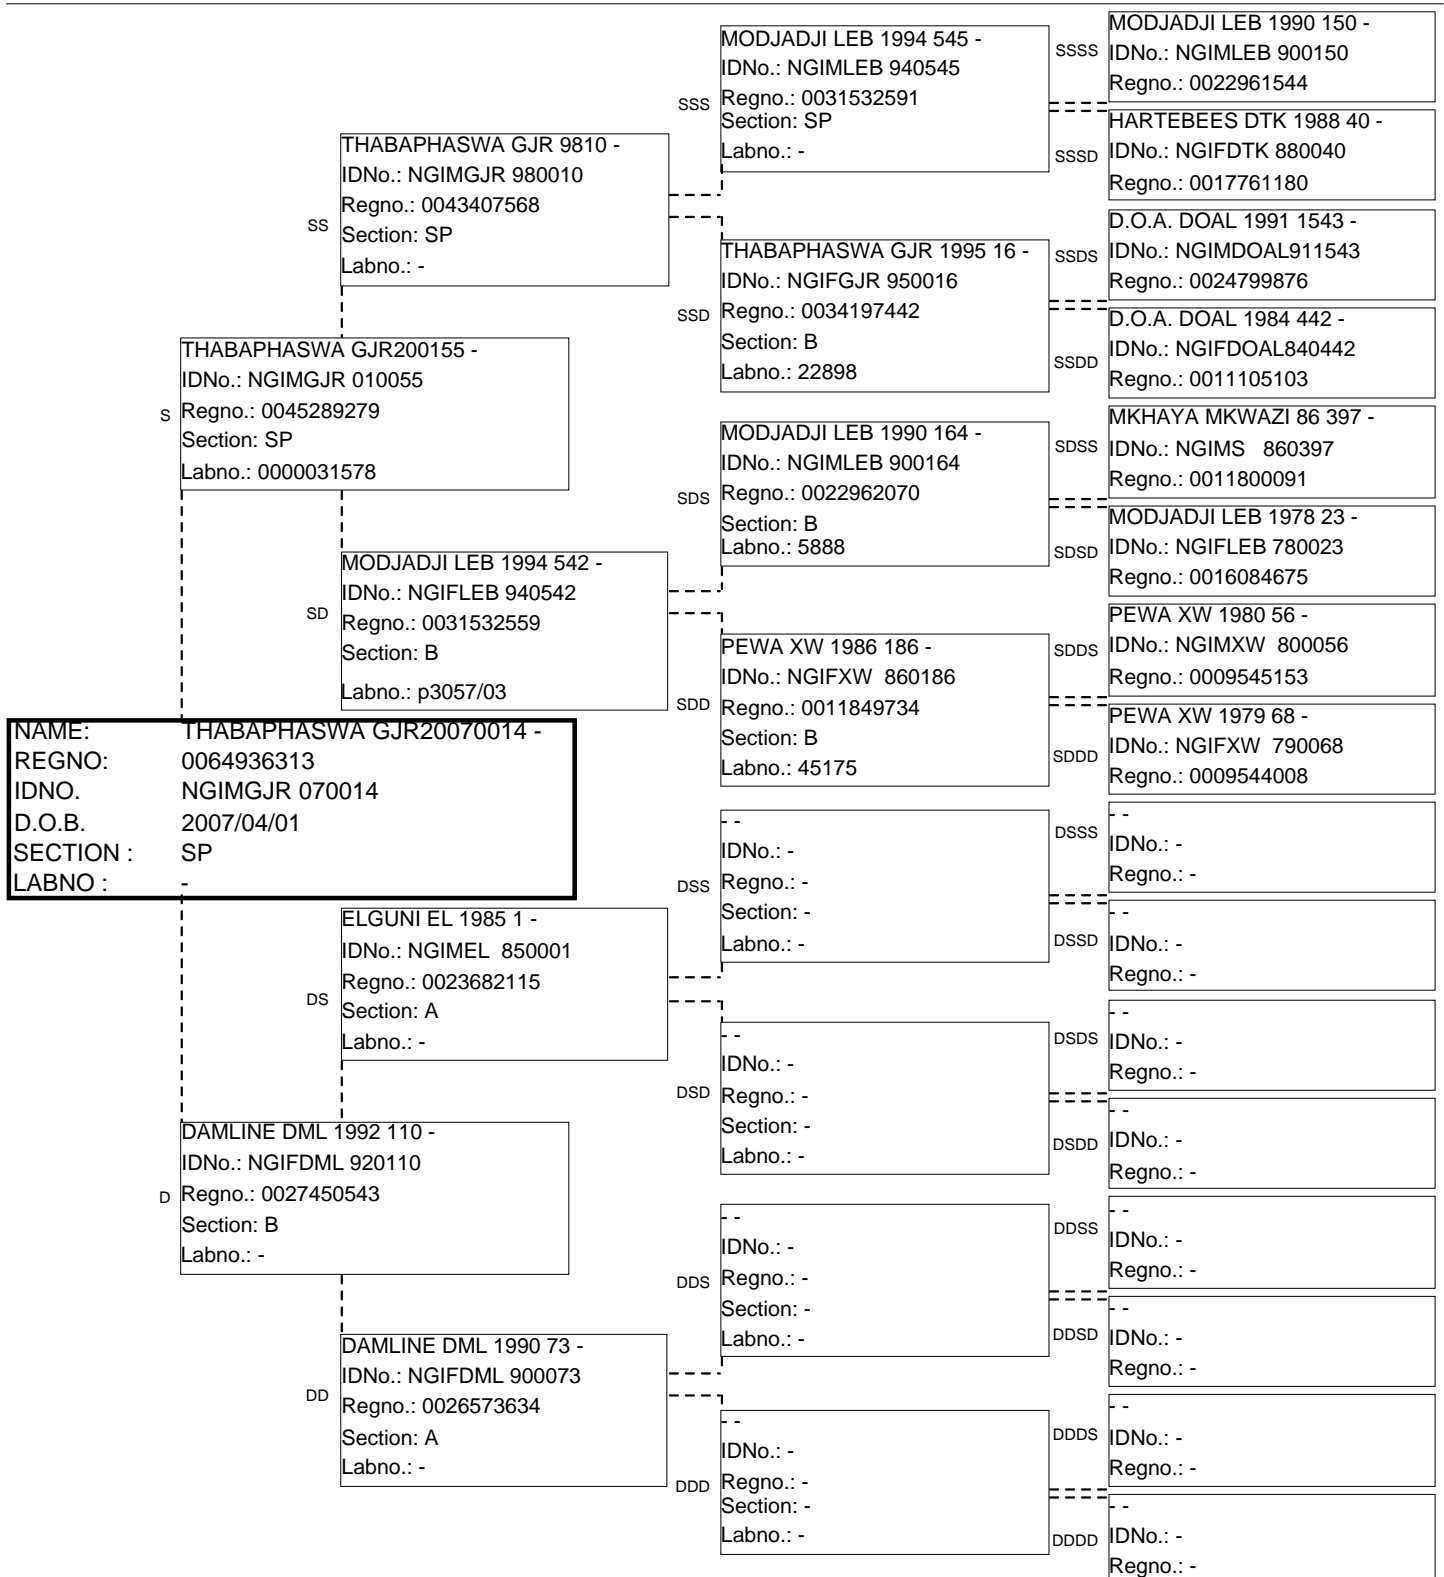 NAME: THABAPHASWA GJR20070014 -
REGNO: 0064936313
IDNO. NGIMGJR 070014
D.O.B. 2007/04/01
SECTION : SP
LABNO : -
S
THABAPHASWA GJR200155 -
IDNo.: NGIMGJR 010055
Regno.: 0045289279
Section: SP
Labno.: 0000031578
D
DAMLINE DML 1992 110 -
IDNo.: NGIFDML 920110
Regno.: 0027450543
Section: B
Labno.: -
SS
THABAPHASWA GJR 9810 -
IDNo.: NGIMGJR 980010
Regno.: 0043407568
Section: SP
Labno.: -
SD
MODJADJI LEB 1994 542 -
IDNo.: NGIFLEB 940542
Regno.: 0031532559
Section: B
Labno.: p3057/03
DS
ELGUNI EL 1985 1 -
IDNo.: NGIMEL 850001
Regno.: 0023682115
Section: A
Labno.: -
DD
DAMLINE DML 1990 73 -
IDNo.: NGIFDML 900073
Regno.: 0026573634
Section: A
Labno.: -
SSS
MODJADJI LEB 1994 545 -
IDNo.: NGIMLEB 940545
Regno.: 0031532591
Section: SP
Labno.: -
SSD
THABAPHASWA GJR 1995 16 -
IDNo.: NGIFGJR 950016
Regno.: 0034197442
Section: B
Labno.: 22898
SDS
MODJADJI LEB 1990 164 -
IDNo.: NGIMLEB 900164
Regno.: 0022962070
Section: B
Labno.: 5888
SDD
PEWA XW 1986 186 -
IDNo.: NGIFXW 860186
Regno.: 0011849734
Section: B
Labno.: 45175
DSS
- -
IDNo.: -
Regno.: -
Section: -
Labno.: -
DSD
- -
IDNo.: -
Regno.: -
Section: -
Labno.: -
DDS
- -
IDNo.: -
Regno.: -
Section: -
Labno.: -
DDD
- -
IDNo.: -
Regno.: -
Section: -
Labno.: -
SSSS
MODJADJI LEB 1990 150 -
IDNo.: NGIMLEB 900150
Regno.: 0022961544
SSSD
HARTEBEES DTK 1988 40 -
IDNo.: NGIFDTK 880040
Regno.: 0017761180
SSDS
D.O.A. DOAL 1991 1543 -
IDNo.: NGIMDOAL911543
Regno.: 0024799876
SSDD
D.O.A. DOAL 1984 442 -
IDNo.: NGIFDOAL840442
Regno.: 0011105103
SDSS
MKHAYA MKWAZI 86 397 -
IDNo.: NGIMS 860397
Regno.: 0011800091
SDSD
MODJADJI LEB 1978 23 -
IDNo.: NGIFLEB 780023
Regno.: 0016084675
SDDS
PEWA XW 1980 56 -
IDNo.: NGIMXW 800056
Regno.: 0009545153
SDDD
PEWA XW 1979 68 -
IDNo.: NGIFXW 790068
Regno.: 0009544008
DSSS
- -
IDNo.: -
Regno.: -
DSSD
- -
IDNo.: -
Regno.: -
DSDS
- -
IDNo.: -
Regno.: -
DSDD
- -
IDNo.: -
Regno.: -
DDSS
- -
IDNo.: -
Regno.: -
DDSD
- -
IDNo.: -
Regno.: -
DDDS
- -
IDNo.: -
Regno.: -
DDDD
- -
IDNo.: -
Regno.: -